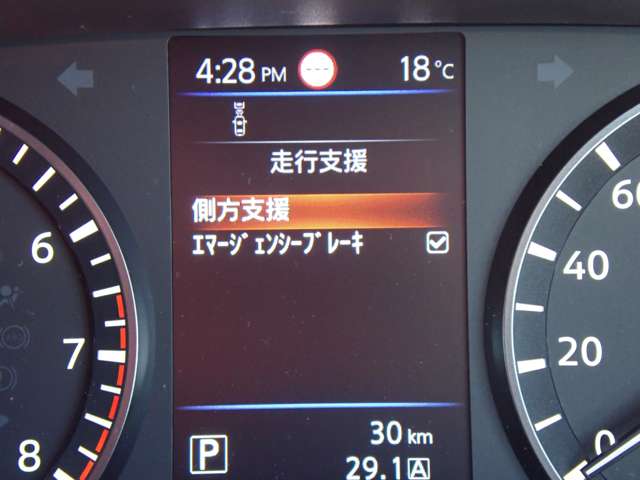 4:28 PM --- 18°C
走行支援
側方支援
ｴﾏｰｼﾞｪﾝｼｰﾌﾞﾚｰｷ
P 30 km
29.1 A
6
7
8
60
40
20
0